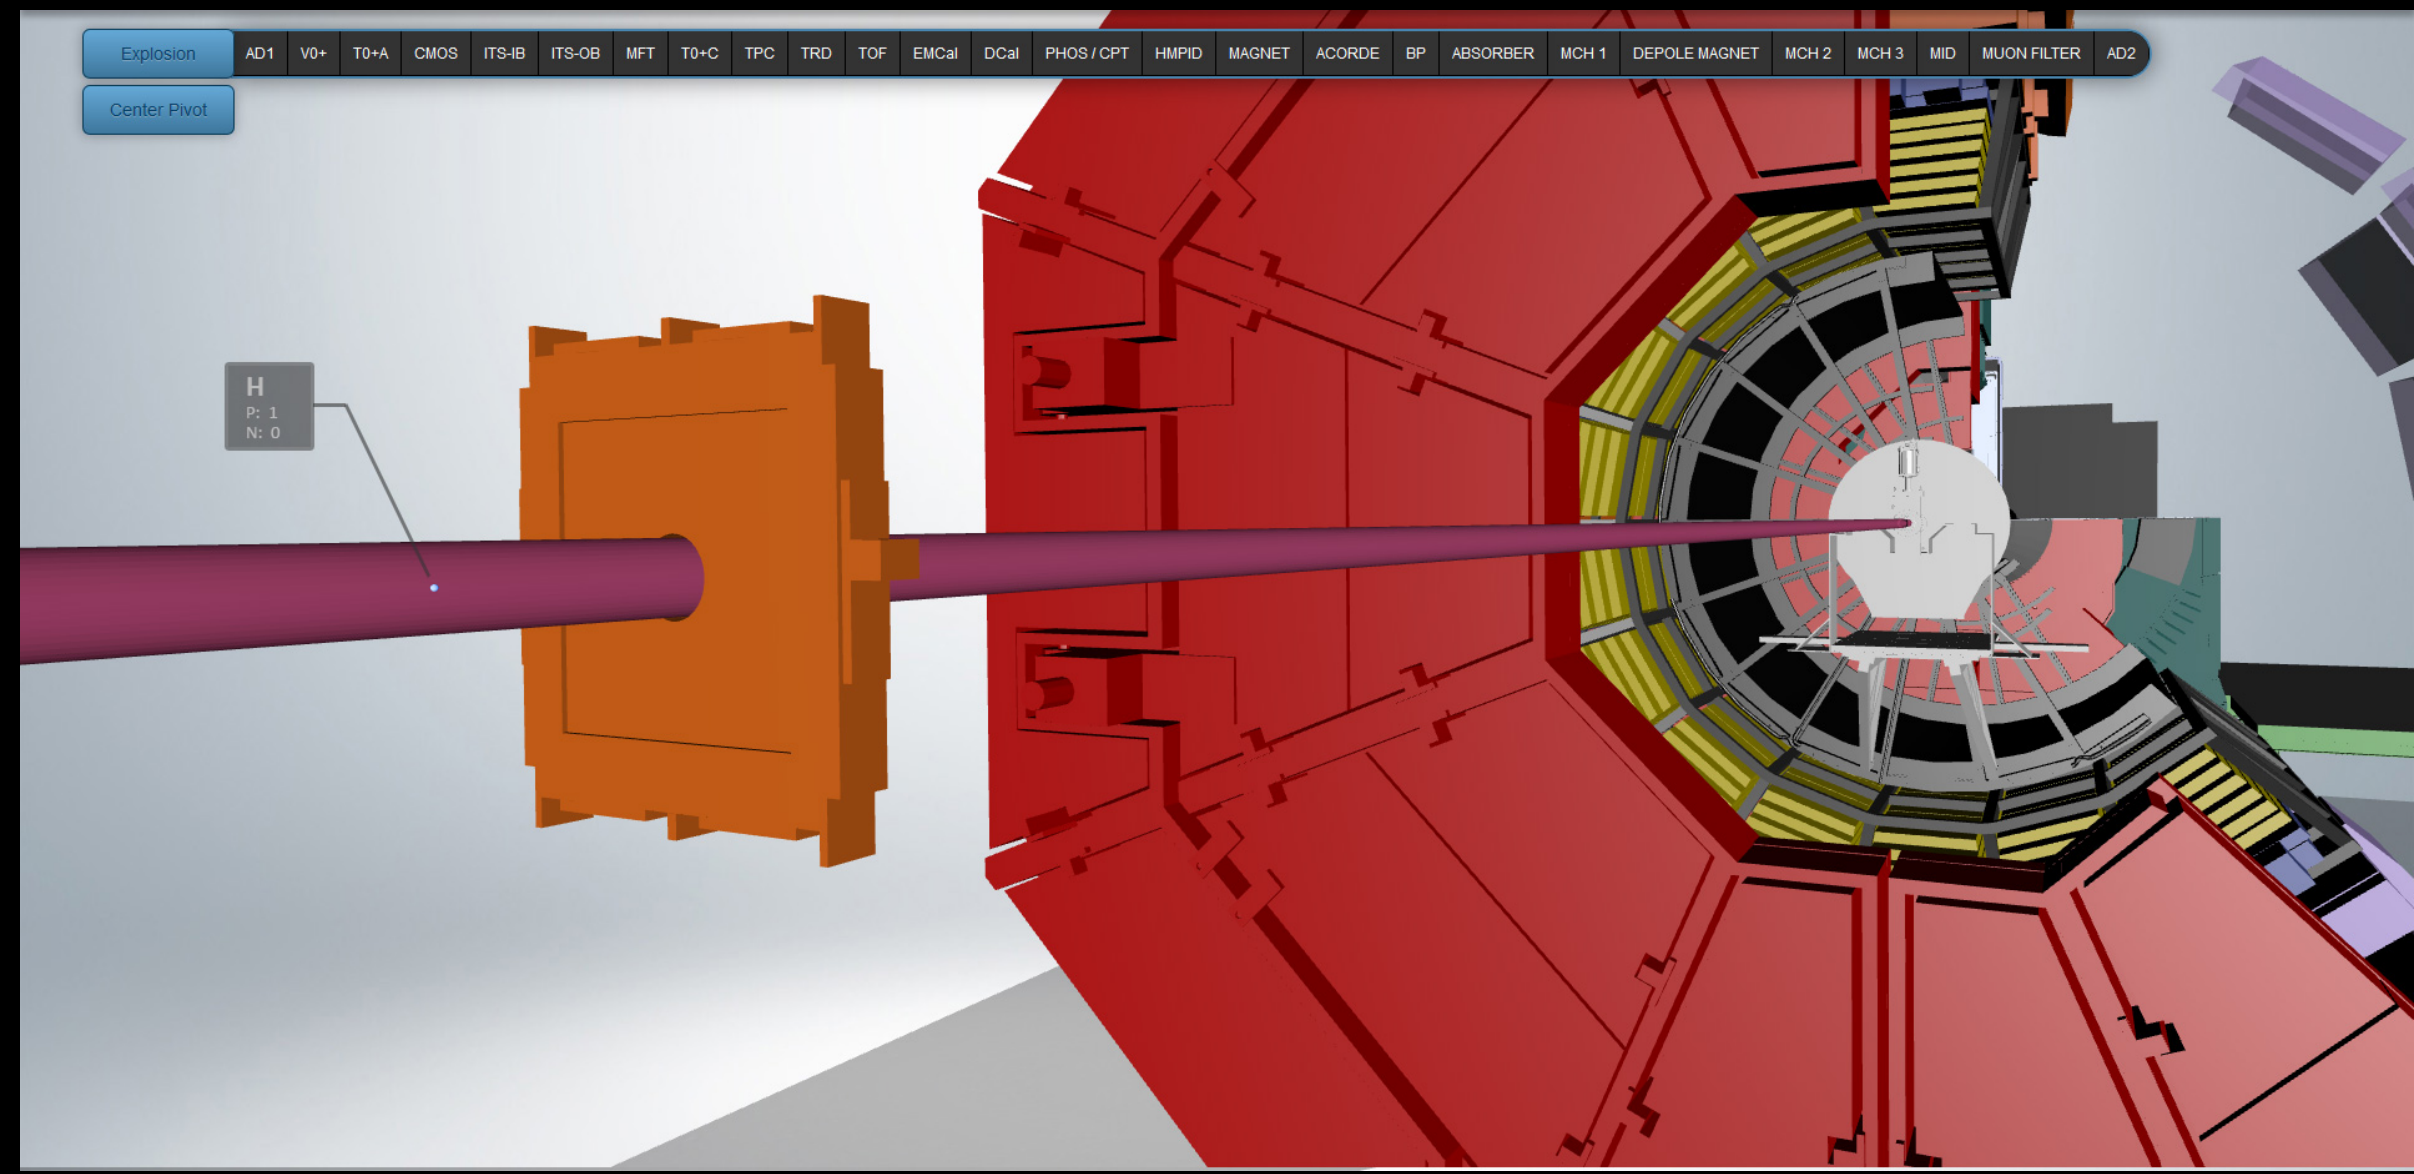 Explosion AD1 V0+ T0+A CMOS ITS-IB ITS-OB MFT T0+C TPC TRD TOF EMCal DCal PHOS / CPT HMPID MAGNET ACORDE BP ABSORBER MCH 1 DEPOLE MAGNET MCH 2 MCH 3 MID MUON FILTER AD2
Center Pivot
H
P: 1
N: 0